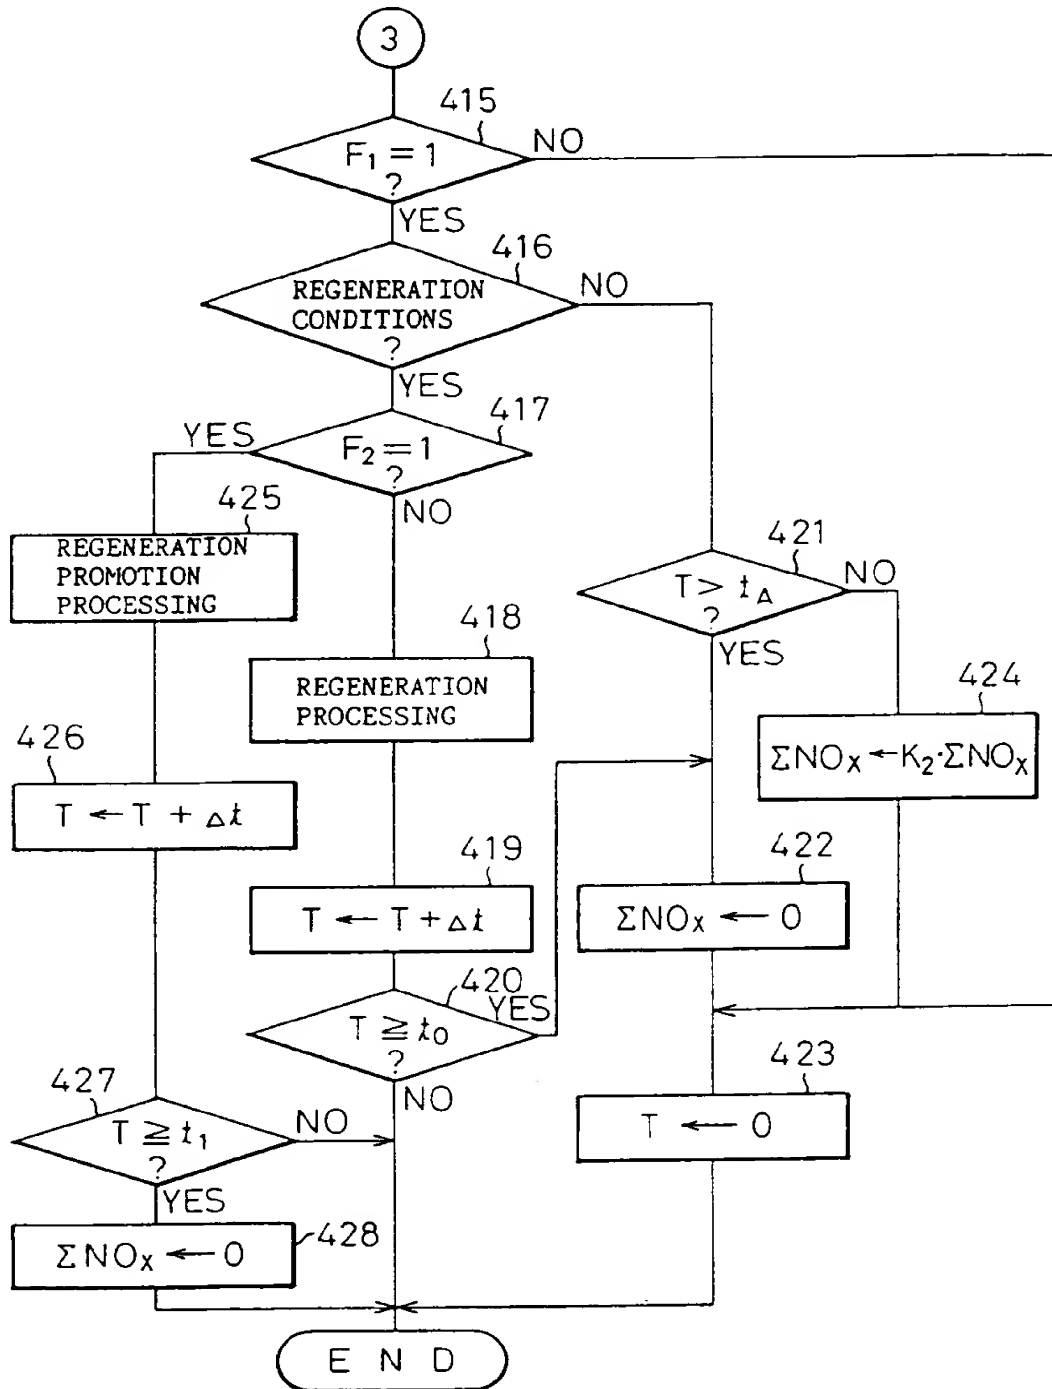 3
415
F₁ = 1
?
NO
YES
416
REGENERATION
CONDITIONS
?
NO
YES
417
YES
F₂ = 1
?
NO
425
REGENERATION
PROMOTION
PROCESSING
421
T > tΔ
?
NO
YES
418
REGENERATION
PROCESSING
424
ΣNOx ← K₂·ΣNOx
426
T ← T + Δt
419
T ← T + Δt
422
ΣNOx ← 0
420
T ≧ t₀
?
YES
NO
423
T ← 0
427
T ≧ t₁
?
NO
YES
ΣNOx ← 0
428
END